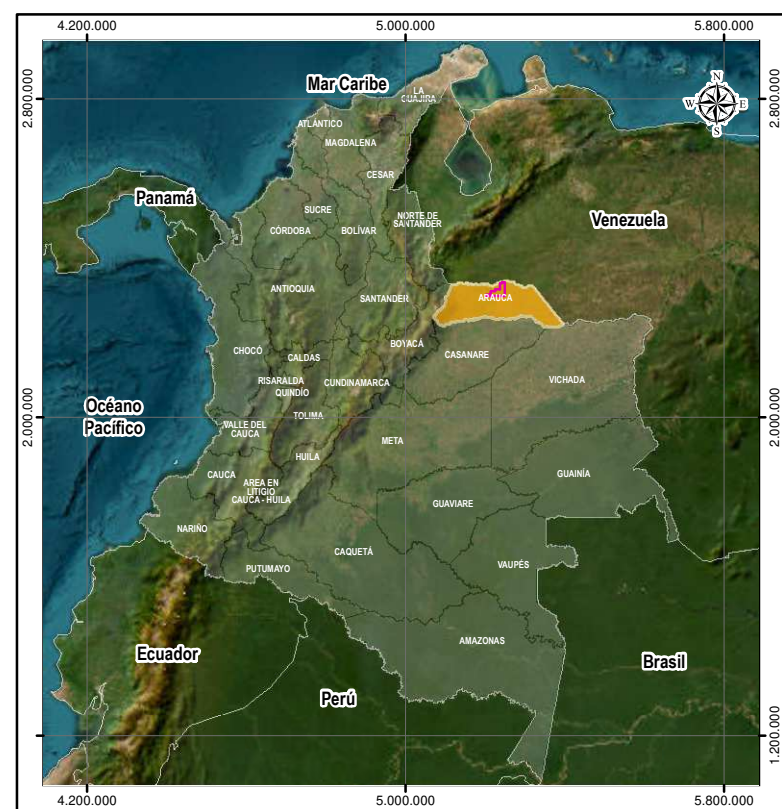 4.200.000
5.000.000
5.800.000
2.800.000
2.800.000
Mar Caribe
N
W
E
S
LA
GUAJIRA
ATLÁNTICO
MAGDALENA
CESAR
Panamá
SUCRE
NORTE DE
SANTANDER
CÓRDOBA
BOLÍVAR
Venezuela
ANTIOQUIA
SANTANDER
ARAUCA
CHOCÓ
CALDAS
BOYACÁ
CASANARE
RISARALDA
CUNDINAMARCA
VICHADA
QUINDÍO
Océano
Pacífico
TOLIMA
2.000.000
2.000.000
VALLE DEL
CAUCA
META
HUILA
CAUCA
AREA EN
LITIGIO
CAUCA - HUILA
GUAINÍA
GUAVIARE
NARIÑO
CAQUETÁ
VAUPÉS
PUTUMAYO
AMAZONAS
Ecuador
Brasil
Perú
1.200.000
1.200.000
4.200.000
5.000.000
5.800.000